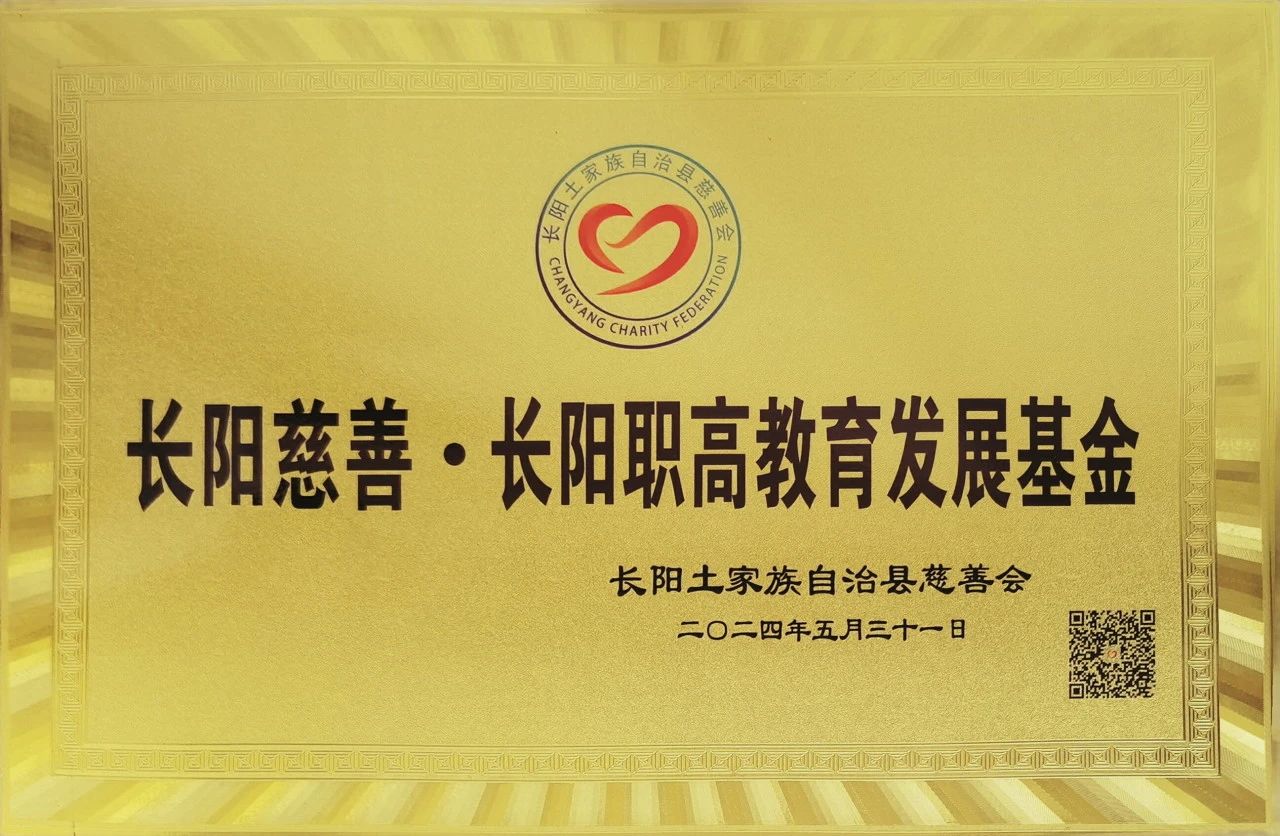 长阳土家族自治县慈善会
CHANGYANG CHARITY FEDERATION
长阳慈善·长阳职高教育发展基金
长阳土家族自治县慈善会
二〇二四年五月三十一日